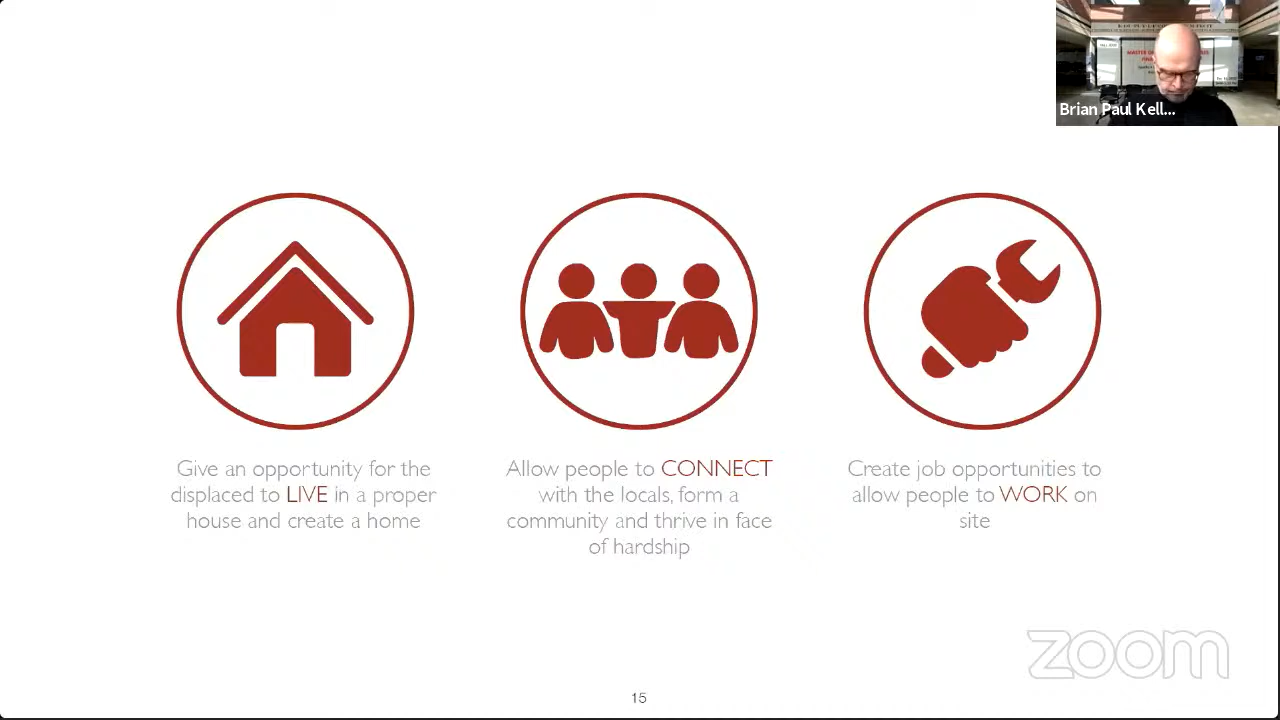 Brian Paul Kell...
Give an opportunity for the
displaced to LIVE in a proper
house and create a home
Allow people to CONNECT
with the locals, form a
community and thrive in face
of hardship
Create job opportunities to
allow people to WORK on
site
zoom
15